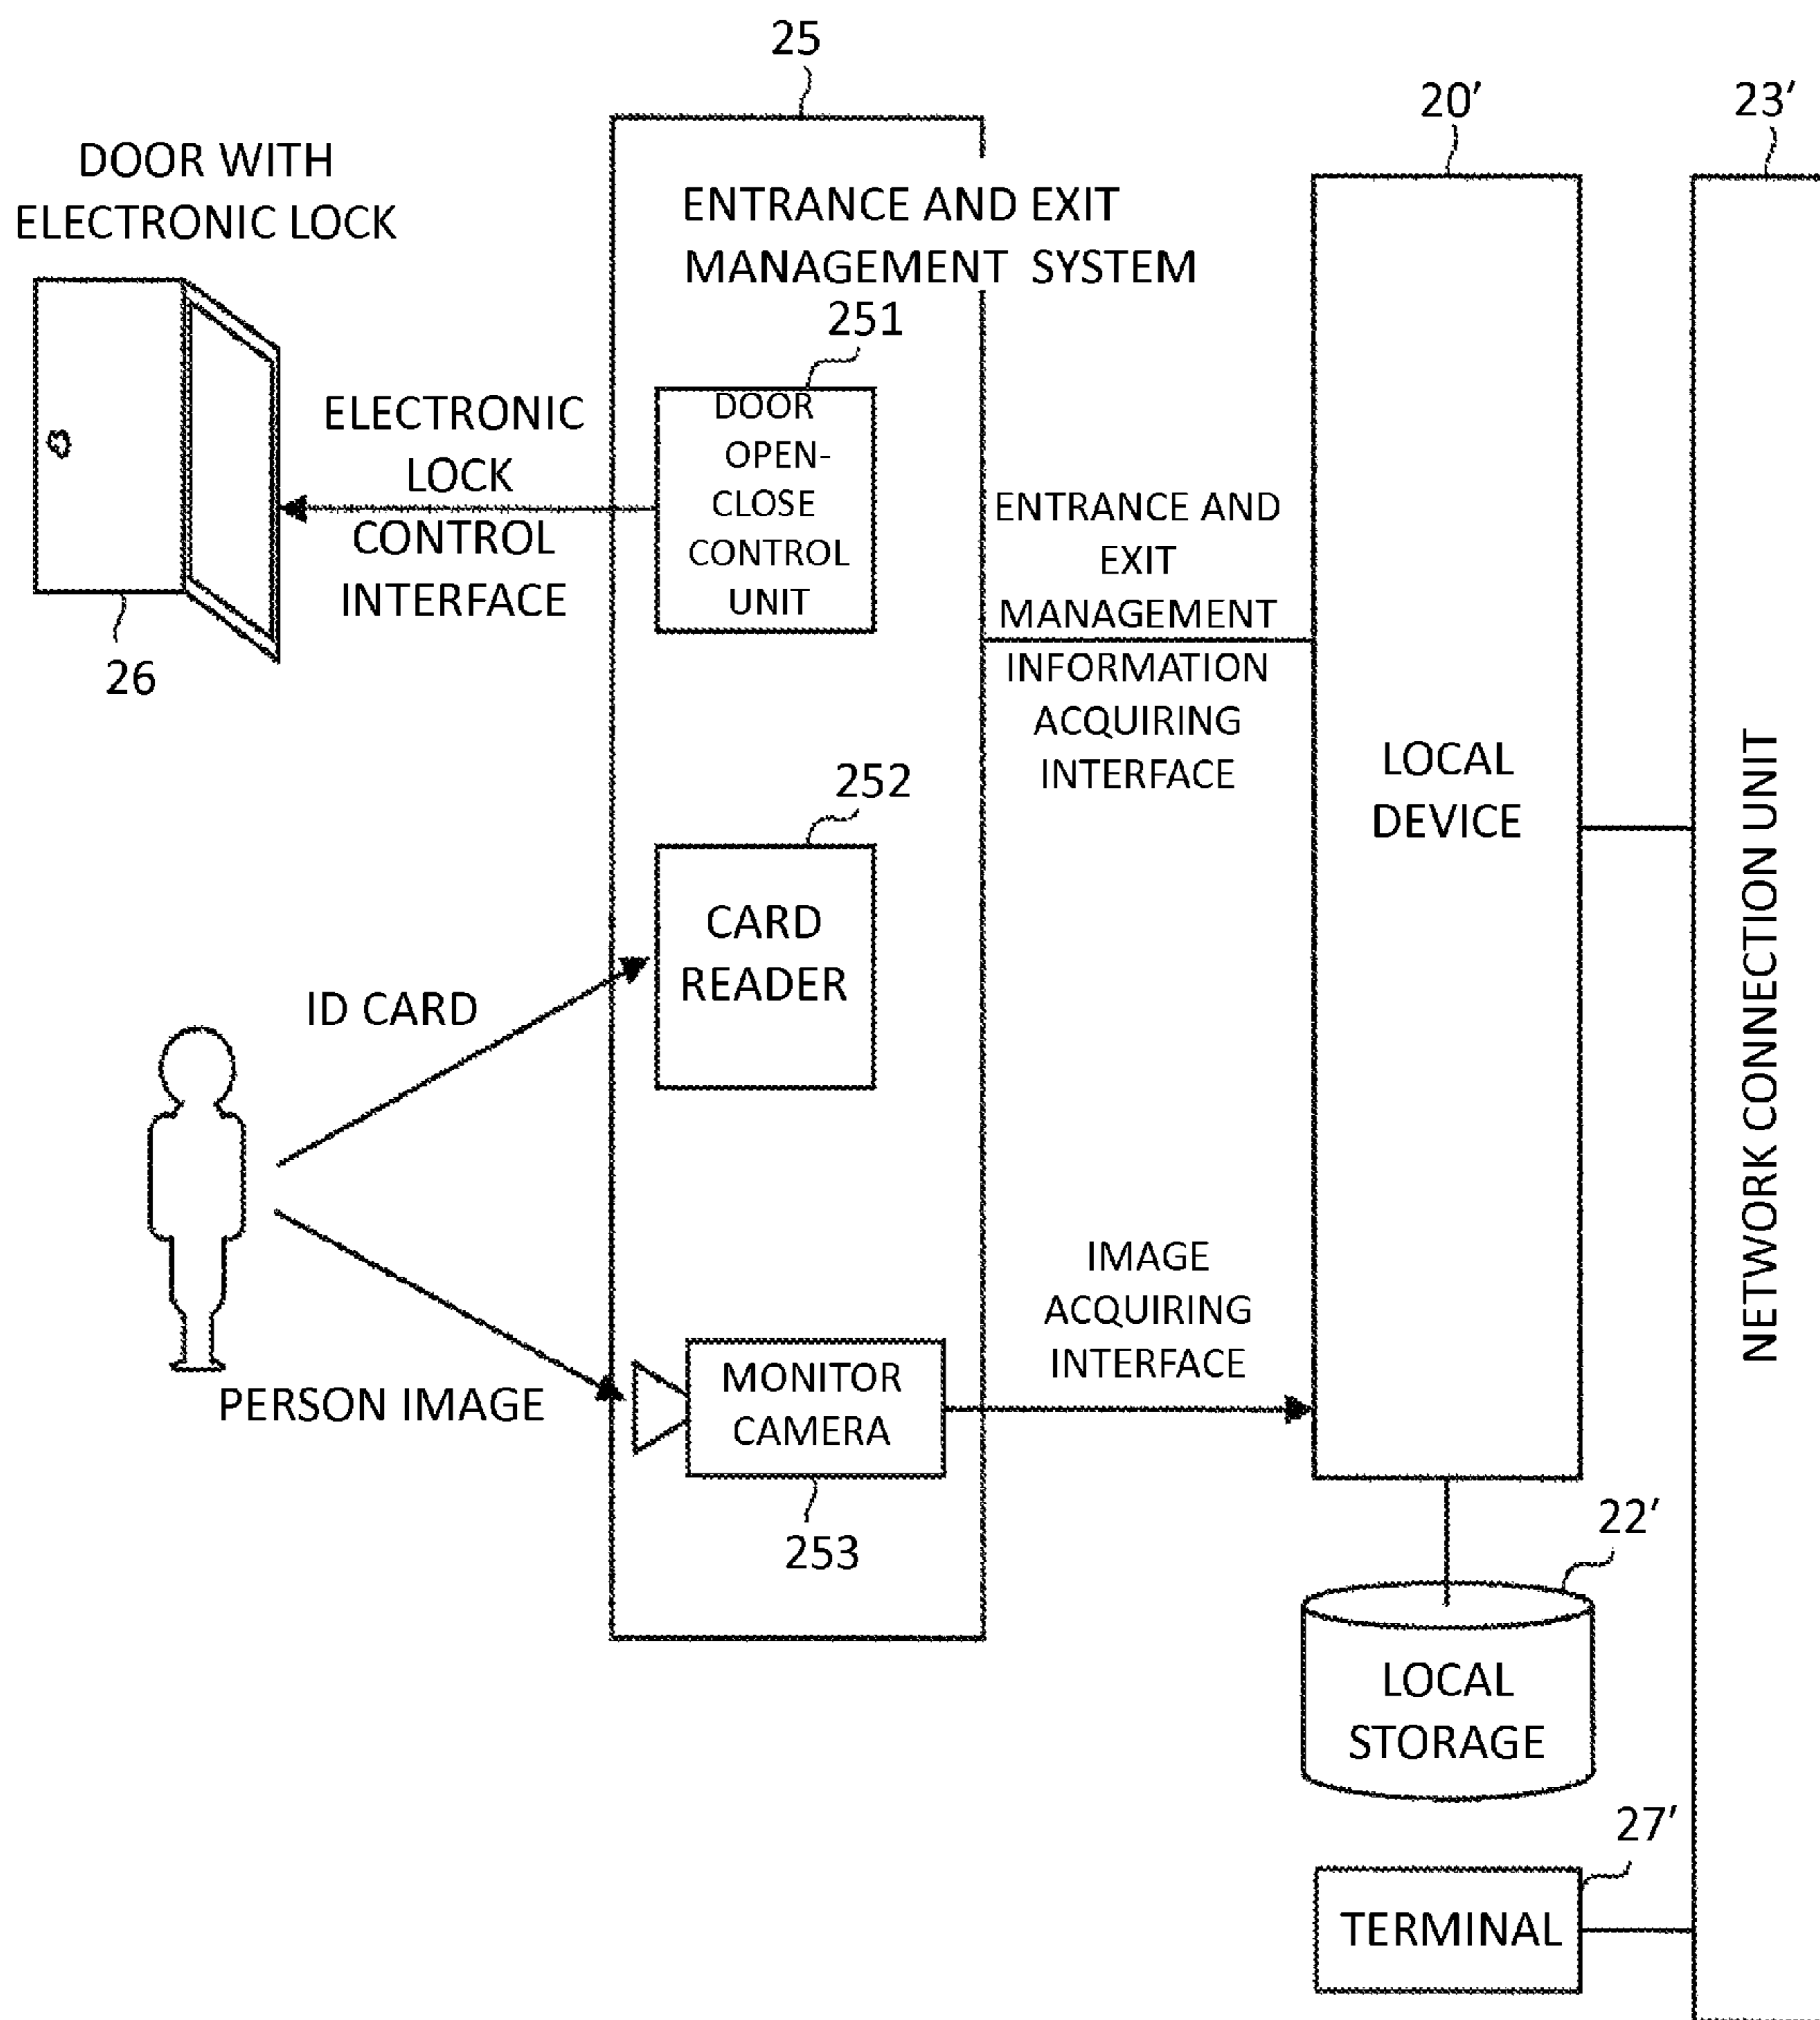 25
20′
23′
DOOR WITH
ELECTRONIC LOCK
ENTRANCE AND EXIT
MANAGEMENT SYSTEM
251
DOOR
OPEN-
CLOSE
CONTROL
UNIT
ELECTRONIC
LOCK
CONTROL
INTERFACE
26
ENTRANCE AND
EXIT
MANAGEMENT
INFORMATION
ACQUIRING
INTERFACE
LOCAL
DEVICE
NETWORK CONNECTION UNIT
252
CARD
READER
ID CARD
PERSON IMAGE
MONITOR
CAMERA
253
IMAGE
ACQUIRING
INTERFACE
22′
LOCAL
STORAGE
27′
TERMINAL